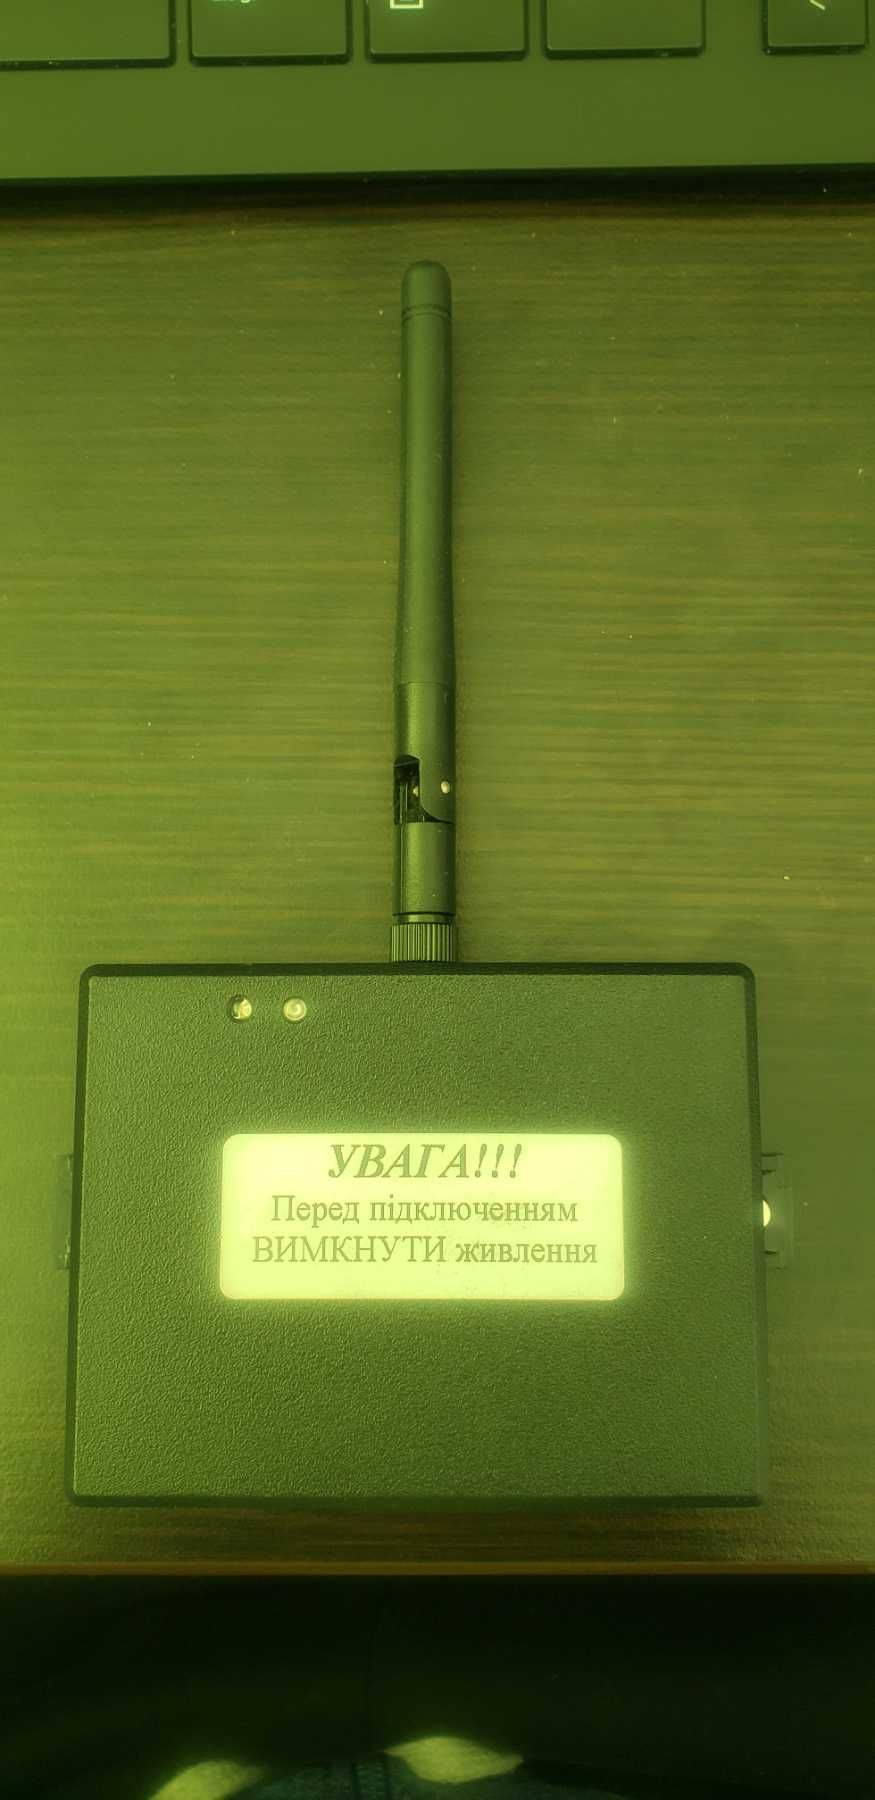 УВАГА!!!
Перед підключенням
ВИМКНУТИ живлення